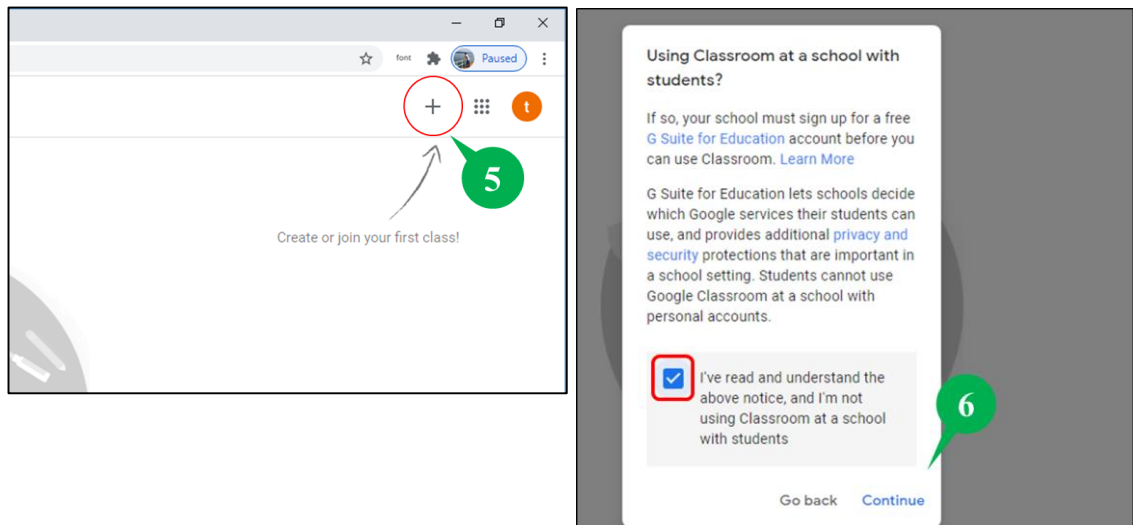 font
Paused
t
5
Create or join your first class!
Using Classroom at a school with
students?
If so, your school must sign up for a free
G Suite for Education account before you
can use Classroom. Learn More
G Suite for Education lets schools decide
which Google services their students can
use, and provides additional privacy and
security protections that are important in
a school setting. Students cannot use
Google Classroom at a school with
personal accounts.
I've read and understand the
above notice, and I'm not
using Classroom at a school
with students
6
Go back Continue